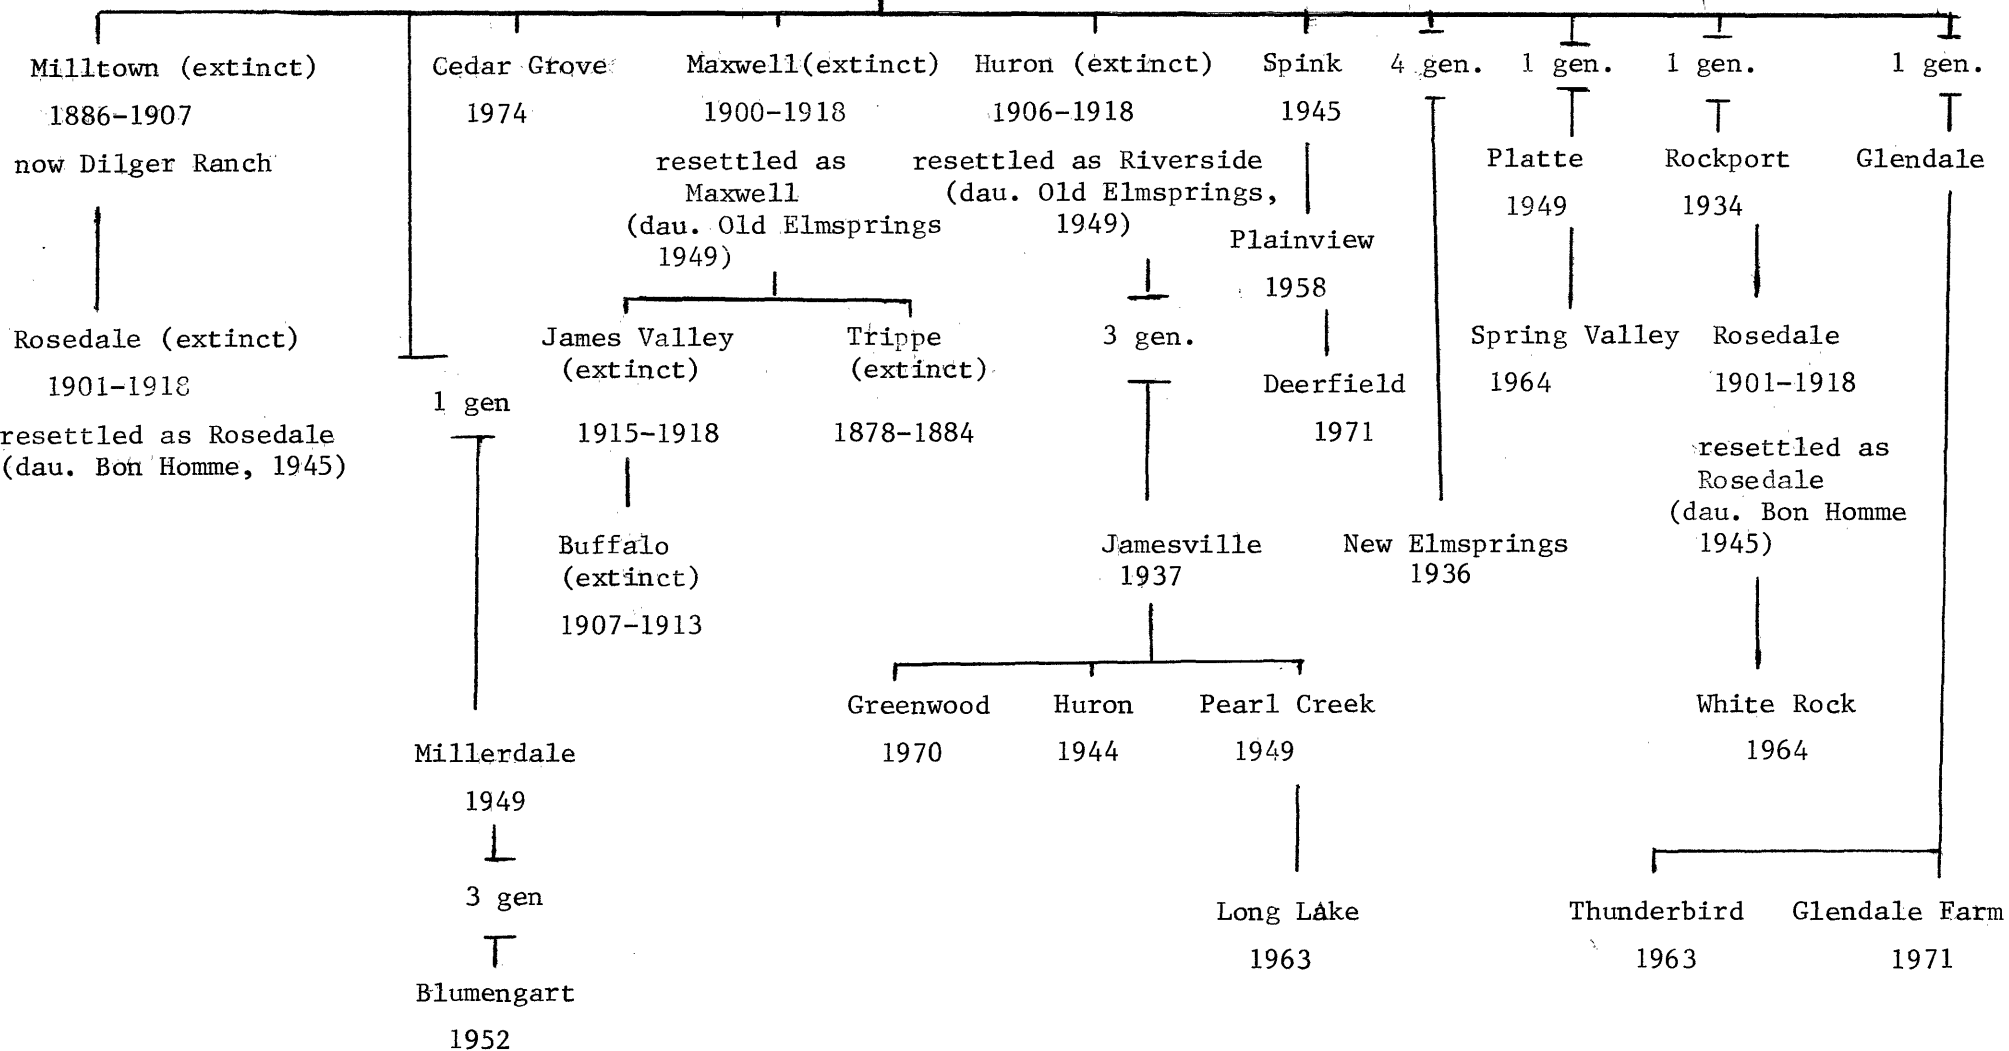 Milltown (extinct)
1886-1907
now Dilger Ranch
Rosedale (extinct)
1901-1918
resettled as Rosedale
(dau. Bon Homme, 1945)
1 gen
Millerdale
1949
3 gen
Blumengart
1952
Cedar Grove
1974
Maxwell(extinct)
1900-1918
resettled as
Maxwell
(dau. Old Elmsprings
1949)
James Valley
(extinct)
1915-1918
Buffalo
(extinct)
1907-1913
Trippe
(extinct)
1878-1884
Huron (extinct)
1906-1918
resettled as Riverside
(dau. Old Elmsprings,
1949)
3 gen.
Jamesville
1937
Greenwood
1970
Huron
1944
Pearl Creek
1949
Long Lake
1963
Spink
1945
Plainview
1958
Deerfield
1971
4 gen.
New Elmsprings
1936
1 gen.
Platte
1949
Spring Valley
1964
1 gen.
Rockport
1934
Rosedale
1901-1918
resettled as
Rosedale
(dau. Bon Homme
1945)
White Rock
1964
1 gen.
Glendale
Thunderbird
1963
Glendale Farm
1971